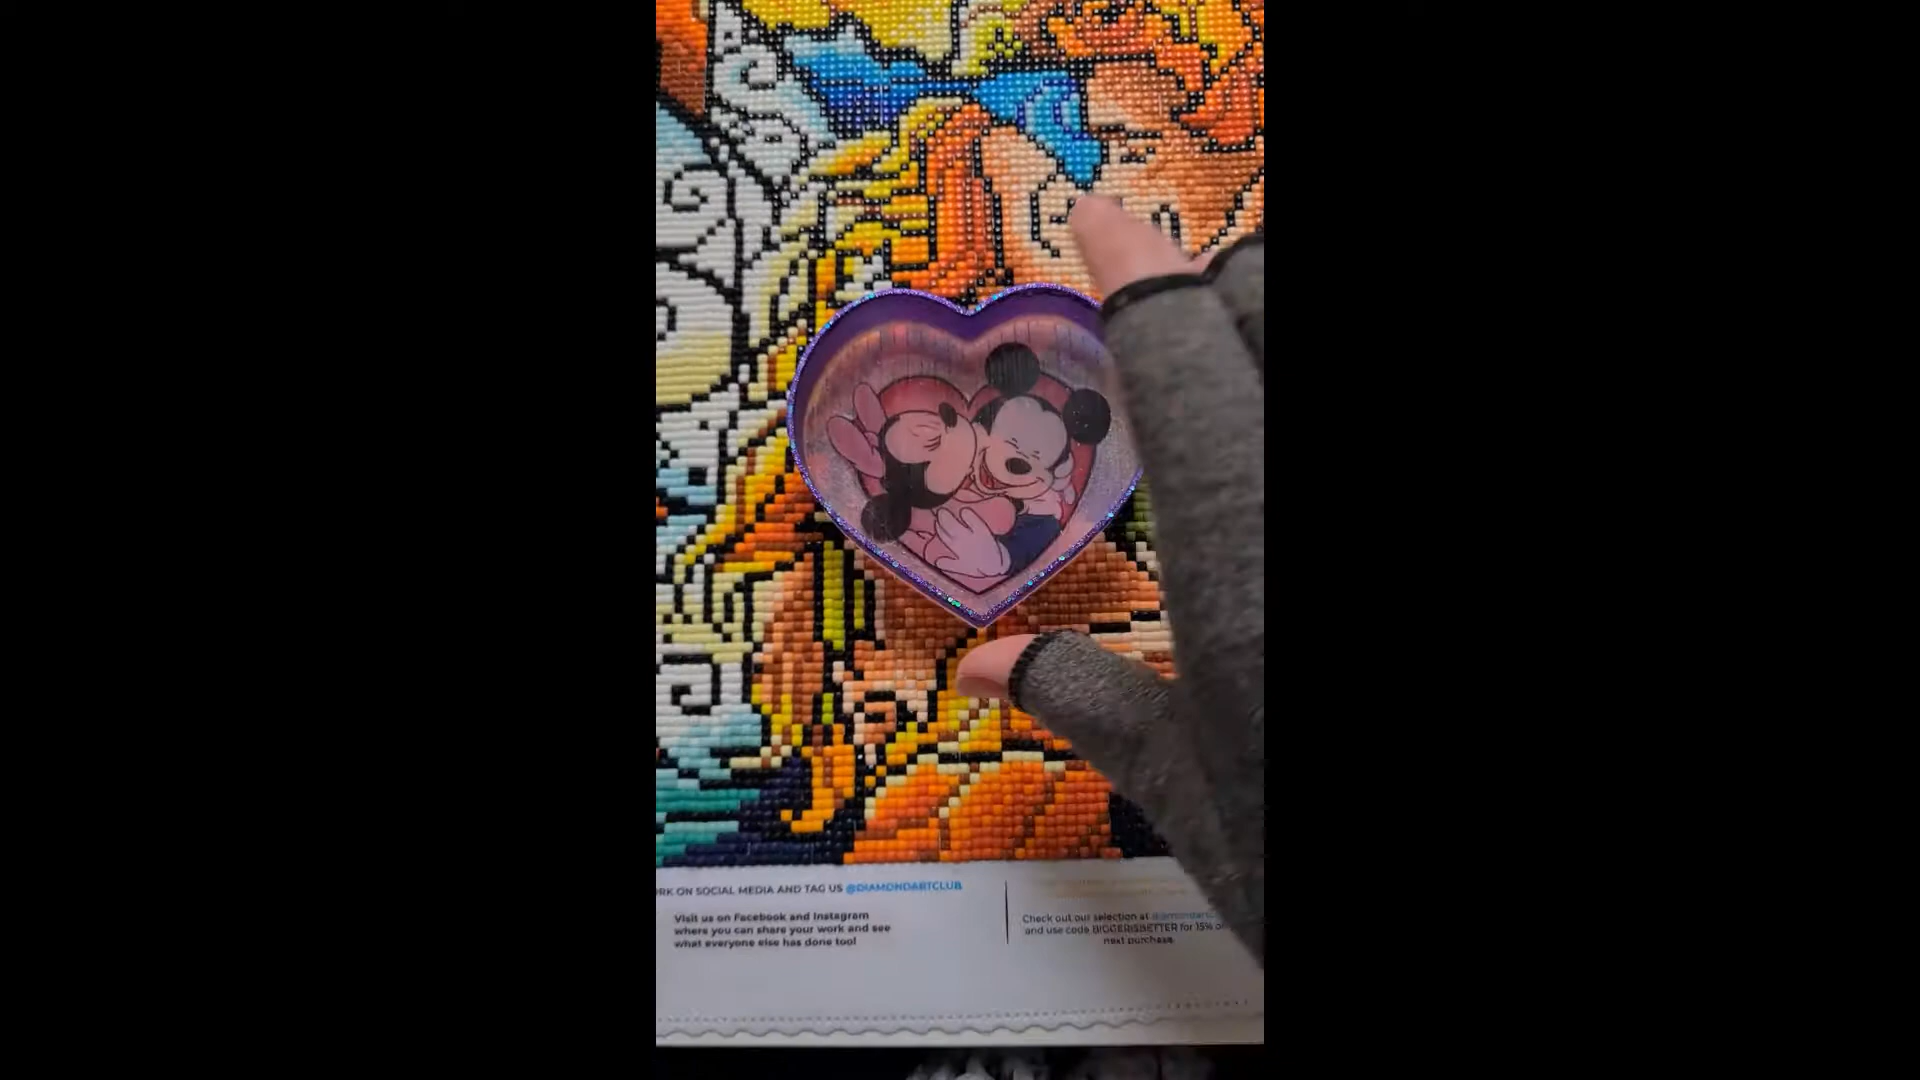 RK ON SOCIAL MEDIA AND TAG US @DIAMONDARTCLUB
Visit us on Facebook and Instagram
where you can share your work and see
what everyone else has done too!
Check out our selection at
and use code BIGGERISBETTER for 15%
next purchase